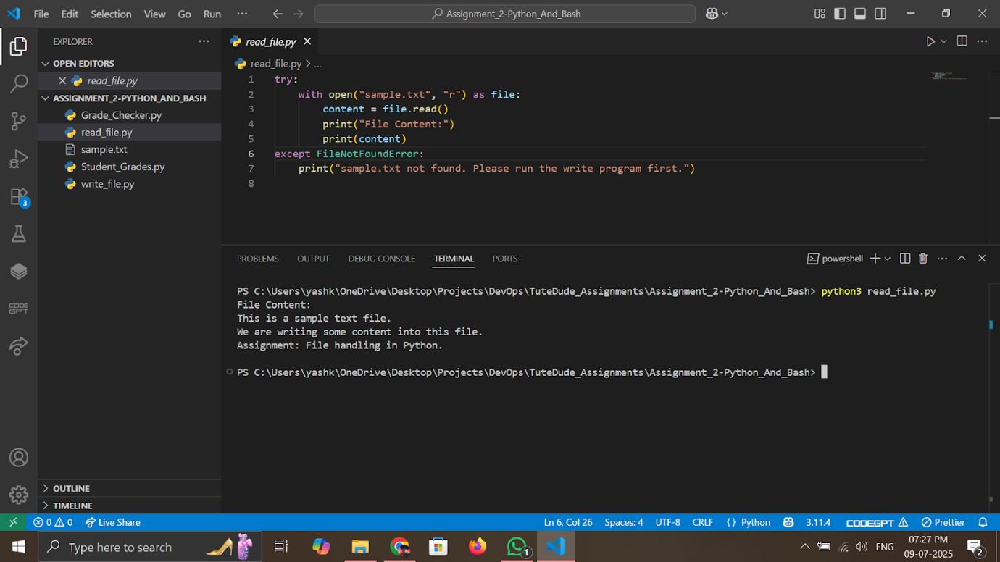 File Edit Selection View Go Run ··· Assignment_2-Python_And_Bash
EXPLORER ···
OPEN EDITORS
read_file.py
ASSIGNMENT_2-PYTHON_AND_BASH
Grade_Checker.py
read_file.py
sample.txt
Student_Grades.py
write_file.py
3
CODE
GPT
OUTLINE
TIMELINE
read_file.py
read_file.py > ...
1 try:
2 with open("sample.txt", "r") as file:
3 content = file.read()
4 print("File Content:")
5 print(content)
6 except FileNotFoundError:
7 print("sample.txt not found. Please run the write program first.")
8
PROBLEMS OUTPUT DEBUG CONSOLE TERMINAL PORTS powershell
PS C:\Users\yashk\OneDrive\Desktop\Projects\DevOps\TuteDude_Assignments\Assignment_2-Python_And_Bash> python3 read_file.py
File Content:
This is a sample text file.
We are writing some content into this file.
Assignment: File handling in Python.
PS C:\Users\yashk\OneDrive\Desktop\Projects\DevOps\TuteDude_Assignments\Assignment_2-Python_And_Bash>
0 0 Live Share Ln 6, Col 26 Spaces: 4 UTF-8 CRLF {} Python 3.11.4 CODEGPT Prettier
Type here to search 1 ENG 07:27 PM
09-07-2025 2